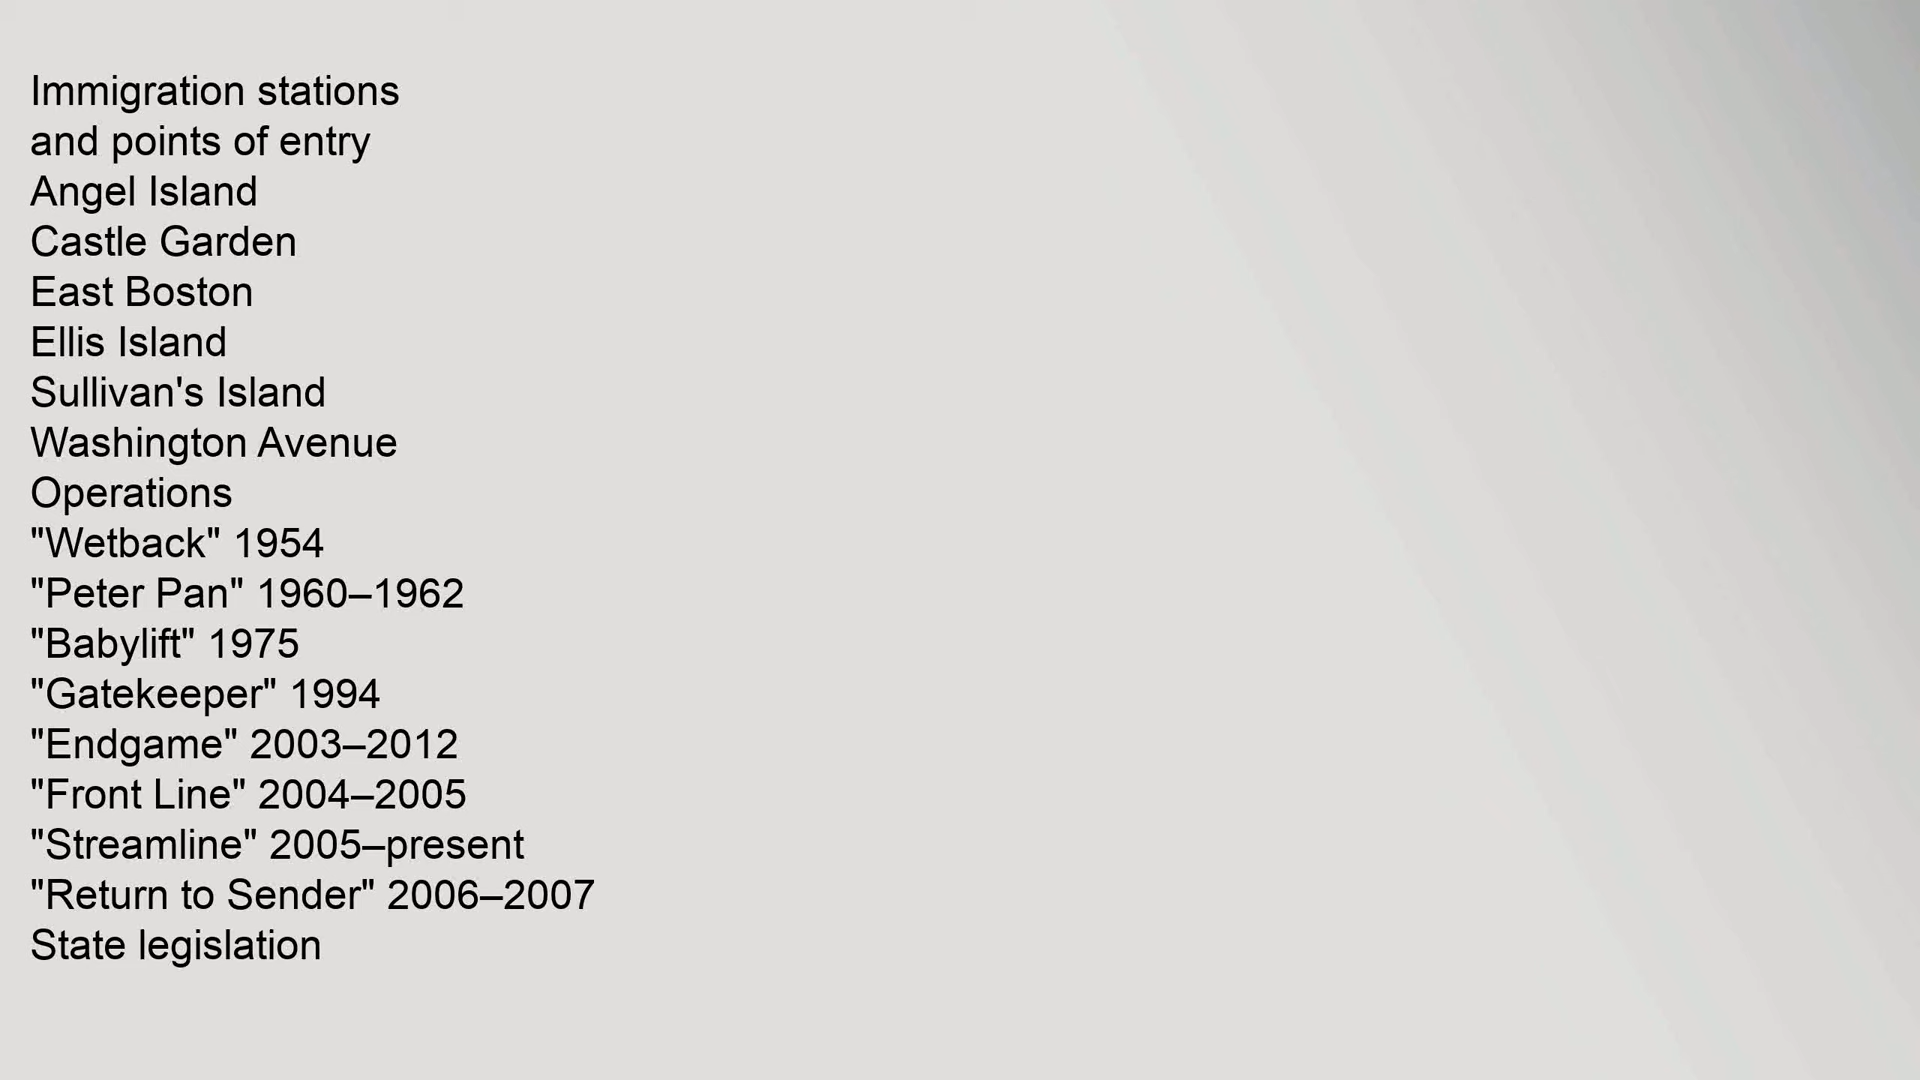 Immigration stations
and points of entry
Angel Island
Castle Garden
East Boston
Ellis Island
Sullivan's Island
Washington Avenue
Operations
"Wetback" 1954
"Peter Pan" 1960–1962
"Babylift" 1975
"Gatekeeper" 1994
"Endgame" 2003–2012
"Front Line" 2004–2005
"Streamline" 2005–present
"Return to Sender" 2006–2007
State legislation